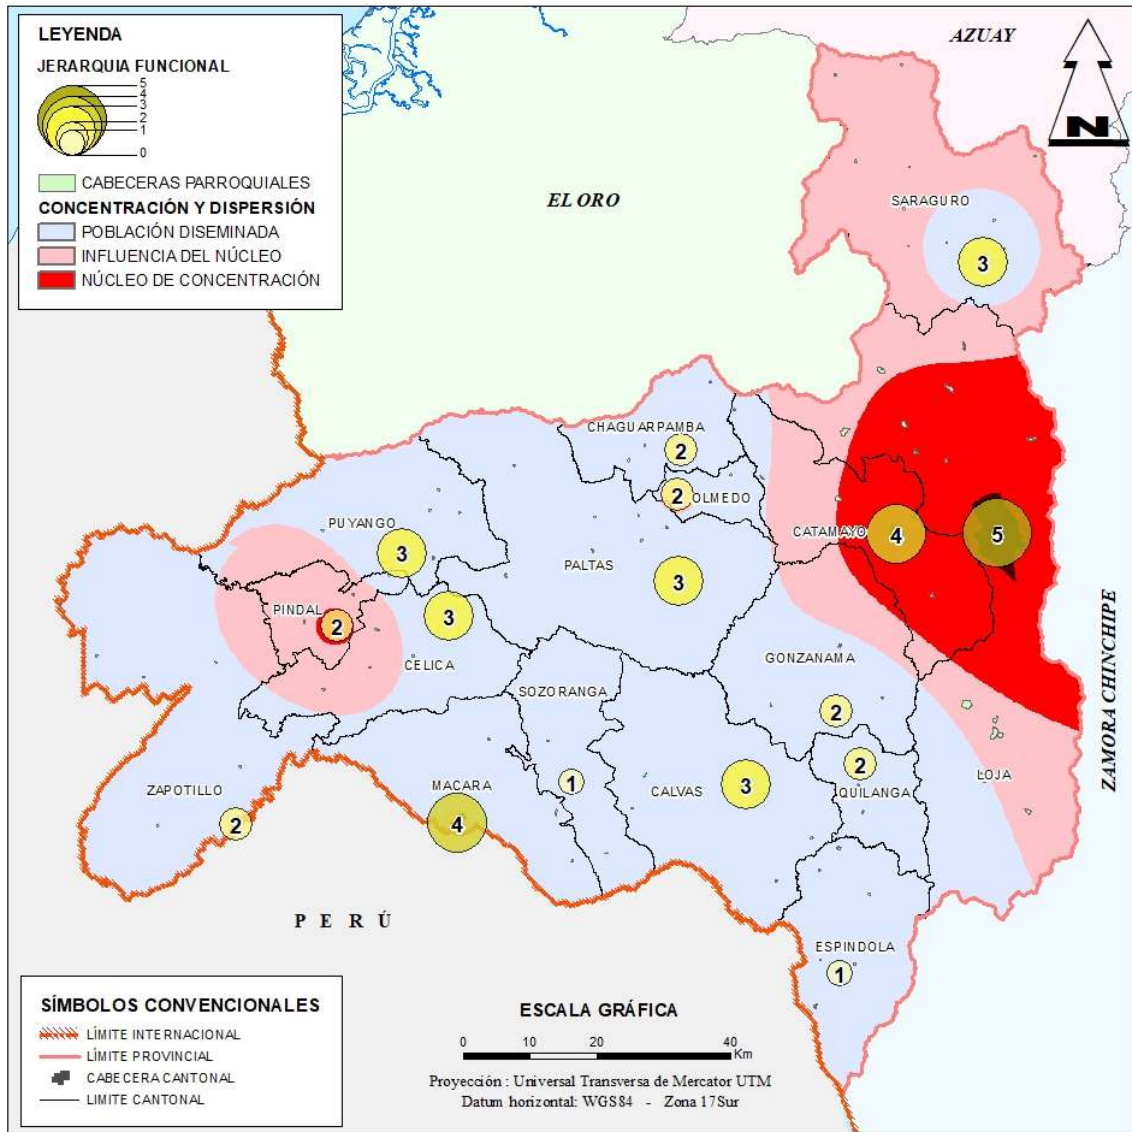 LEYENDA
JERARQUIA FUNCIONAL
5
4
3
2
1
0
CABECERAS PARROQUIALES
CONCENTRACIÓN Y DISPERSIÓN
POBLACIÓN DISEMINADA
INFLUENCIA DEL NÚCLEO
NÚCLEO DE CONCENTRACIÓN
AZUAY
N
EL ORO
SARAGURO
3
CHAGUARPAMBA
2
2
OLMEDO
CATAMAYO
4
5
PUYANGO
3
PALTAS
3
PINDAL
2
3
CELICA
GONZANAMA
2
SOZORANGA
1
ZAMORA CHINCHIPE
ZAPOTILLO
2
MACARA
4
CALVAS
3
2
QUILANGA
LOJA
PERÚ
ESPINDOLA
1
SÍMBOLOS CONVENCIONALES
LÍMITE INTERNACIONAL
LÍMITE PROVINCIAL
CABECERA CANTONAL
LIMITE CANTONAL
ESCALA GRÁFICA
0 10 20 40
Km
Proyección : Universal Transversa de Mercator UTM
Datum horizontal: WGS84 - Zona 17Sur